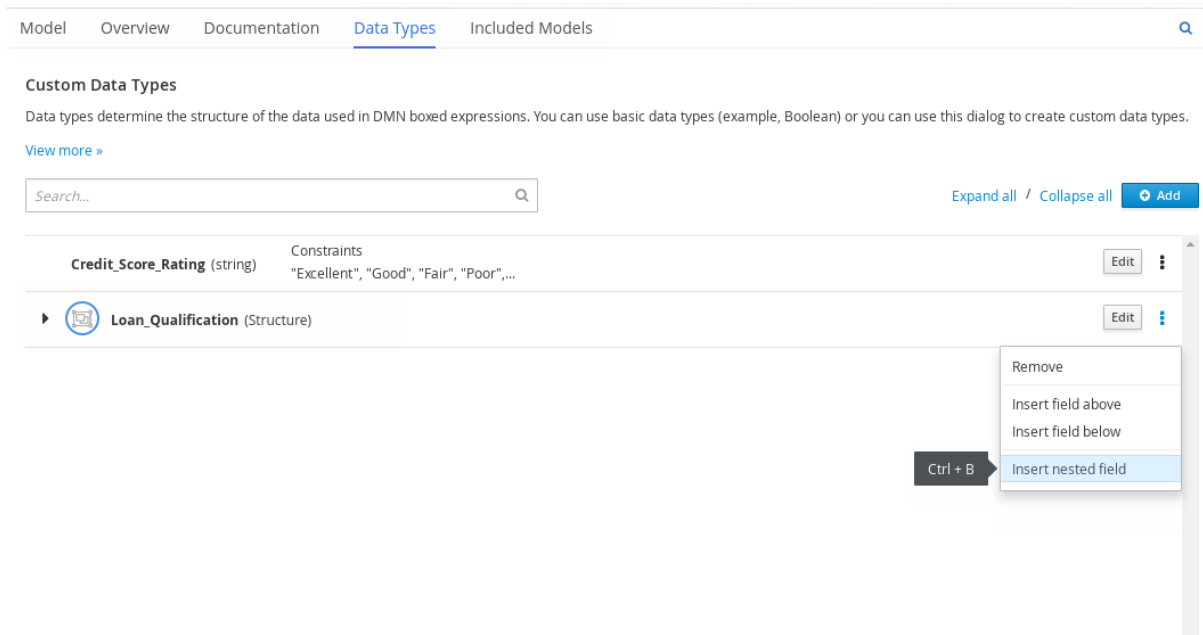 Model Overview Documentation Data Types Included Models
Custom Data Types
Data types determine the structure of the data used in DMN boxed expressions. You can use basic data types (example, Boolean) or you can use this dialog to create custom data types.
View more »
Search...
Expand all / Collapse all Add
Credit_Score_Rating (string)
Constraints
"Excellent", "Good", "Fair", "Poor",...
Edit
Loan_Qualification (Structure)
Edit
Remove
Insert field above
Insert field below
Ctrl + B
Insert nested field